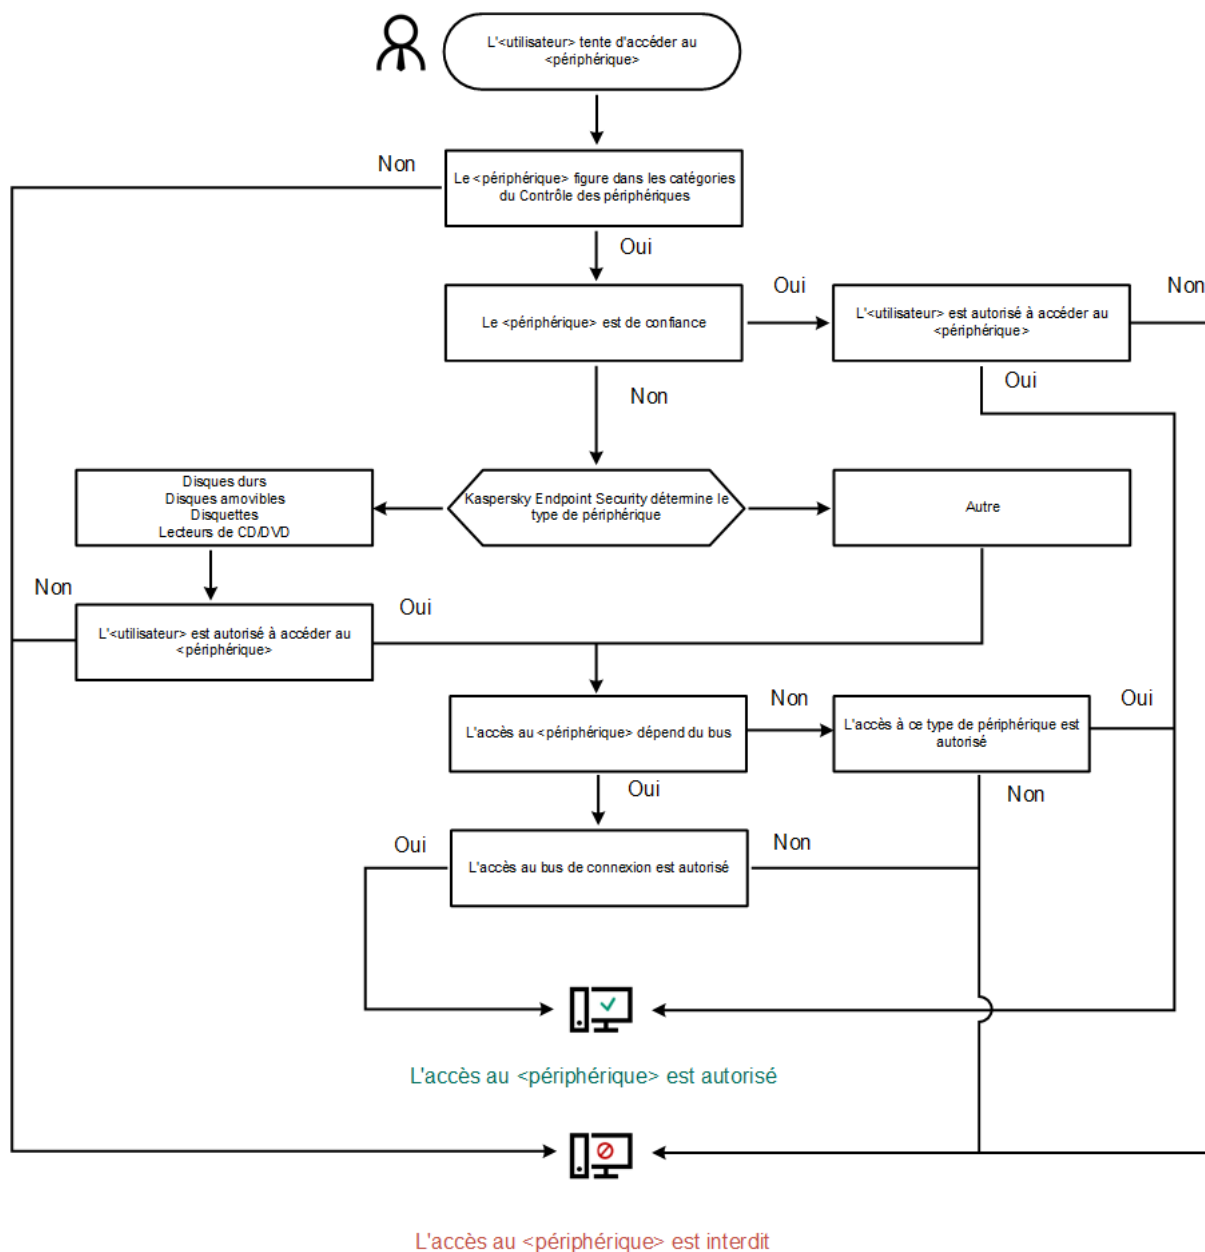 L'<utilisateur> tente d'accéder au
<périphérique>
Non
Le <périphérique> figure dans les catégories
du Contrôle des périphériques
Oui
Le <périphérique> est de confiance
Oui
L'<utilisateur> est autorisé à accéder au
<périphérique>
Non
Oui
Non
Disques durs
Disques amovibles
Disquettes
Lecteurs de CD/DVD
Kaspersky Endpoint Security détermine le
type de périphérique
Autre
Non
L'<utilisateur> est autorisé à accéder au
<périphérique>
Oui
L'accès au <périphérique> dépend du bus
Non
L'accès à ce type de périphérique est
autorisé
Oui
Oui
Non
Oui
L'accès au bus de connexion est autorisé
Non
L'accès au <périphérique> est autorisé
L'accès au <périphérique> est interdit